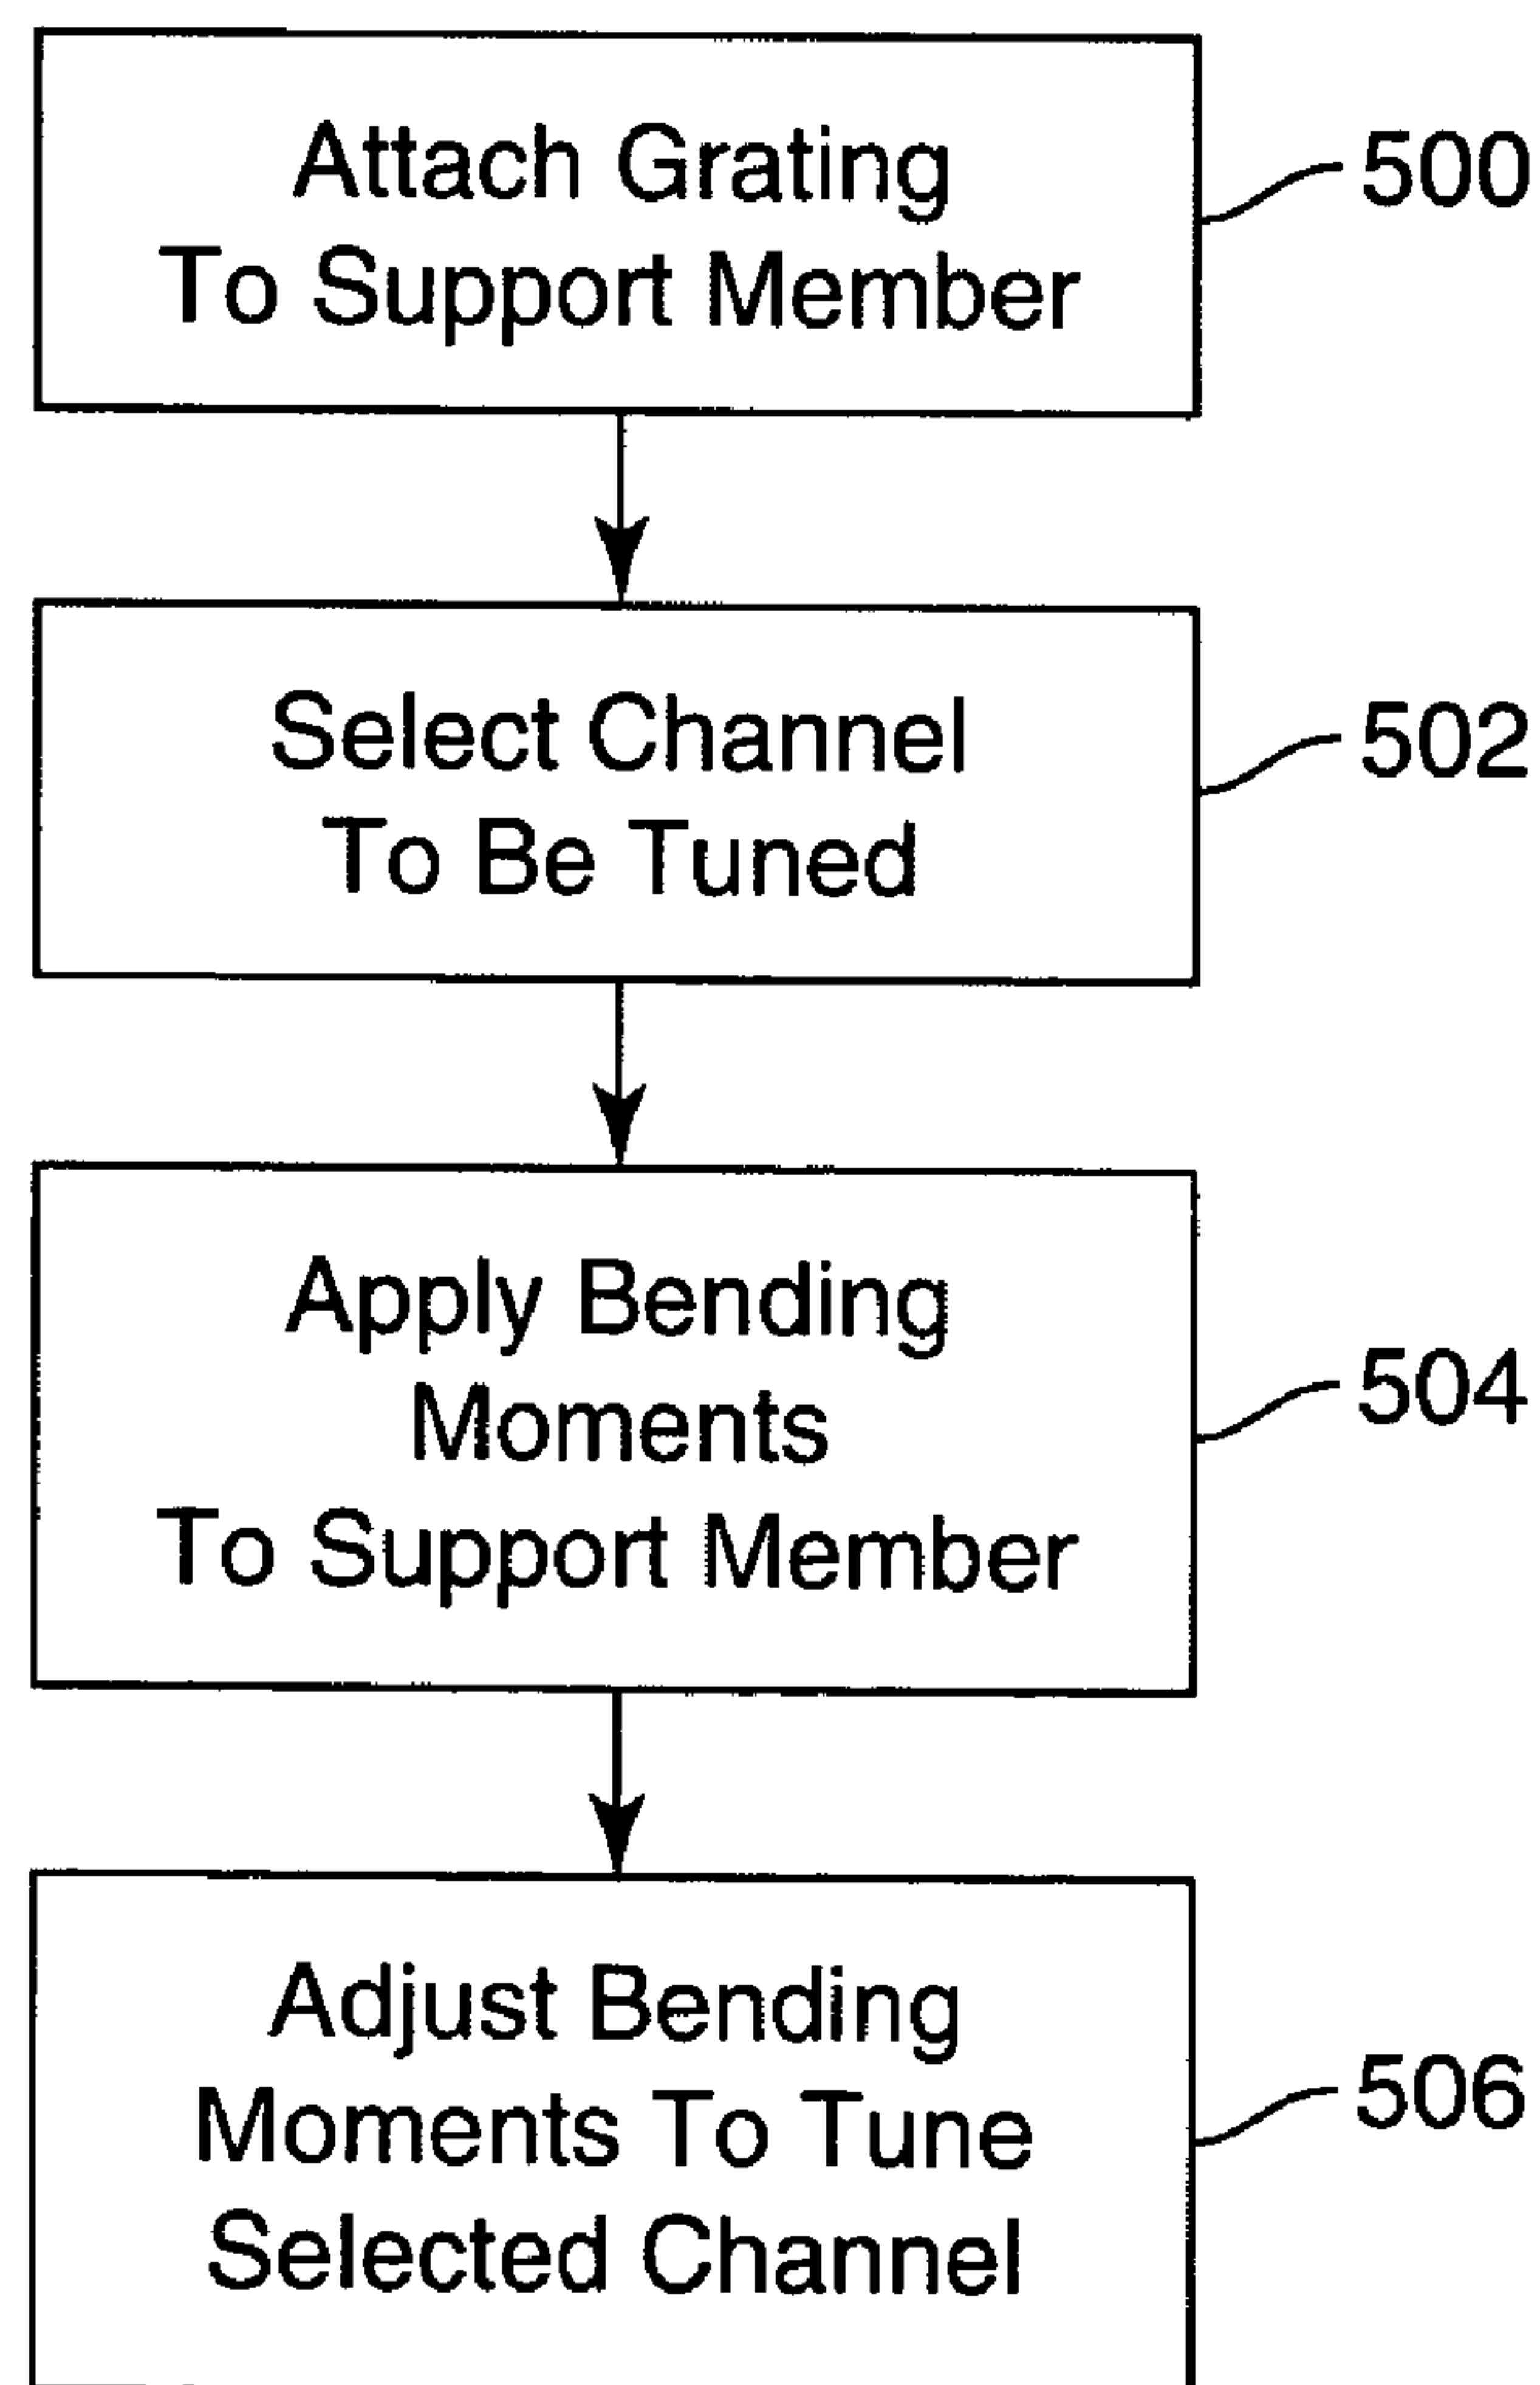 Attach Grating
To Support Member
500
Select Channel
To Be Tuned
502
Apply Bending
Moments
To Support Member
504
Adjust Bending
Moments To Tune
Selected Channel
506